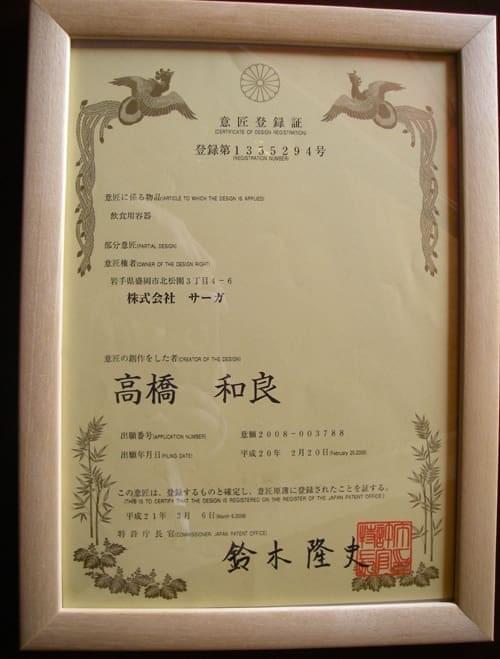 意匠登録証
(CERTIFICATE OF DESIGN REGISTRATION)
登録第1355294号
(REGISTRATION NUMBER)
意匠に係る物品(ARTICLE TO WHICH THE DESIGN IS APPLIED)
飲食用容器
部分意匠(PARTIAL DESIGN)
意匠権者(OWNER OF THE DESIGN RIGHT)
岩手県盛岡市北松園3丁目4-6
株式会社 サーガ
意匠の創作をした者(CREATOR OF THE DESIGN)
高橋 和良
出願番号(APPLICATION NUMBER) 意願2008-003788
出願年月日(FILING DATE) 平成20年 2月20日(February 20,2008)
この意匠は、登録するものと確定し、意匠原簿に登録されたことを証する。
(THIS IS TO CERTIFY THAT THE DESIGN IS REGISTERED ON THE REGISTER OF THE JAPAN PATENT OFFICE.)
平成21年 3月 6日(March 6,2009)
特許庁長官(COMMISSIONER, JAPAN PATENT OFFICE)
鈴木隆史